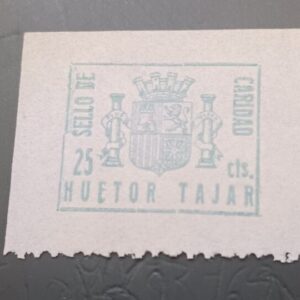 SELLO DE
CARIDAD
25 cts.
HUETOR TAJAR